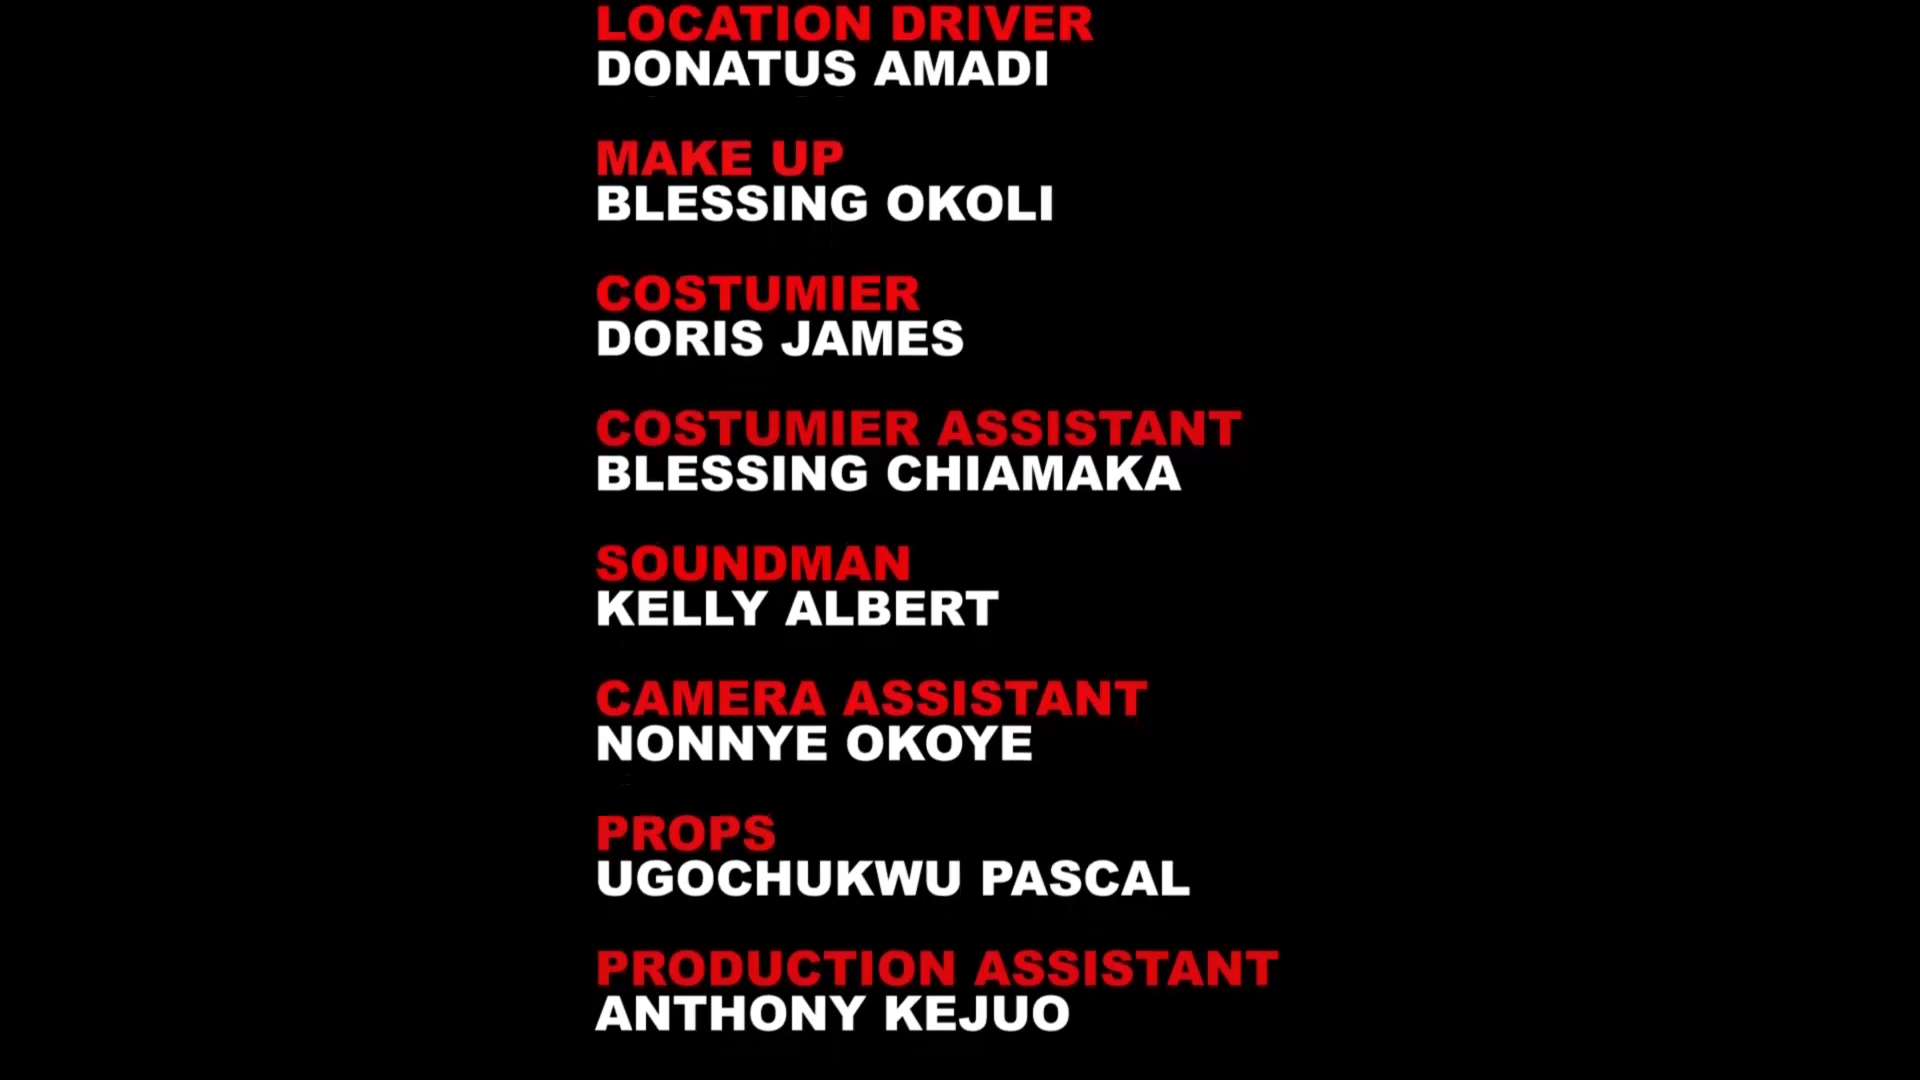 LOCATION DRIVER
DONATUS AMADI
MAKE UP
BLESSING OKOLI
COSTUMIER
DORIS JAMES
COSTUMIER ASSISTANT
BLESSING CHIAMAKA
SOUNDMAN
KELLY ALBERT
CAMERA ASSISTANT
NONNYE OKOYE
PROPS
UGOCHUKWU PASCAL
PRODUCTION ASSISTANT
ANTHONY KEJUO